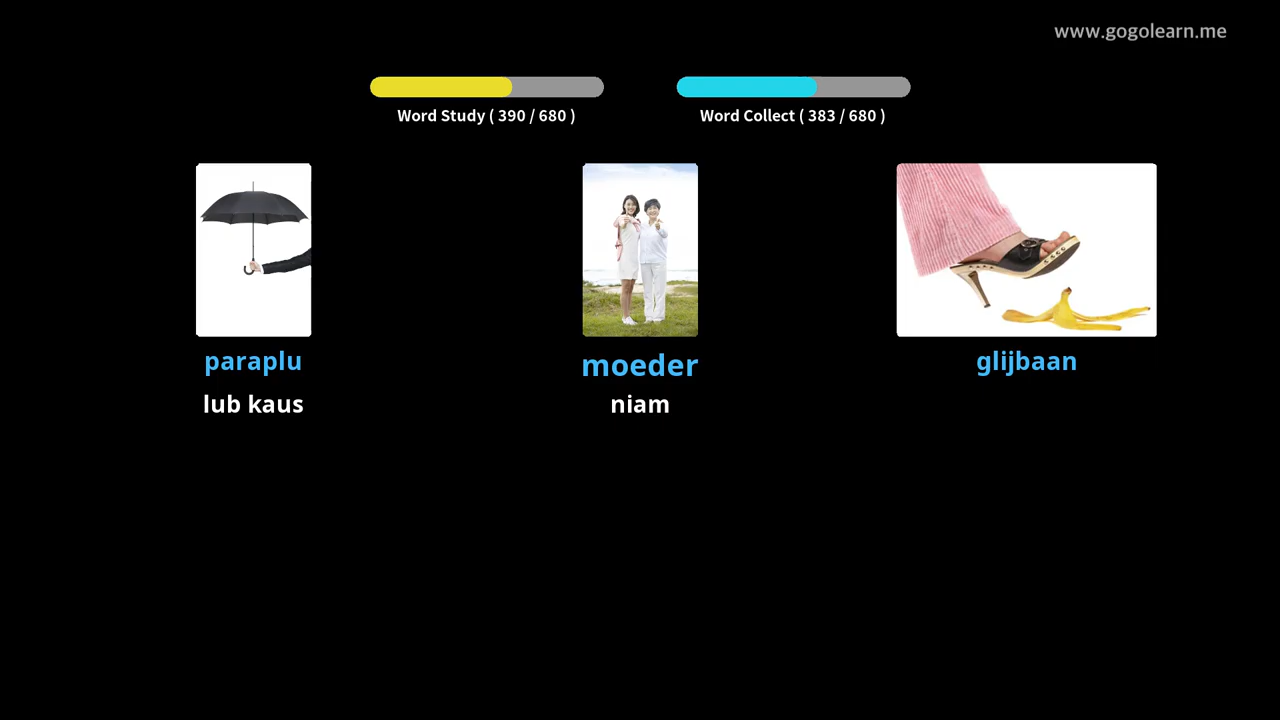 www.gogolearn.me
Word Study ( 390 / 680 )
Word Collect ( 383 / 680 )
paraplu
moeder
glijbaan
lub kaus
niam